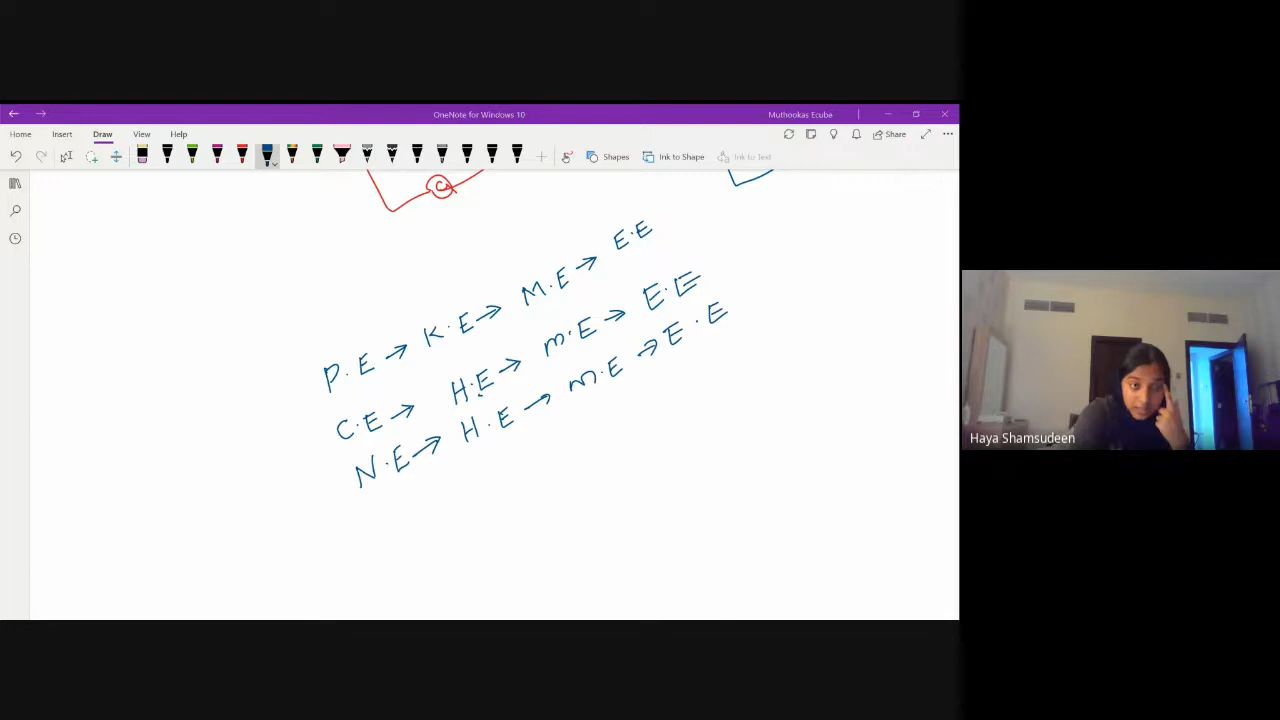 OneNote for Windows 10
Muthookas Ecube
Home Insert Draw View Help
Share
Shapes Ink to Shape Ink to Text
G
P.E → K.E → M.E → E.E
C.E → H.E → m.E → E.E
N.E → H.E → m.E → E.E
Haya Shamsudeen